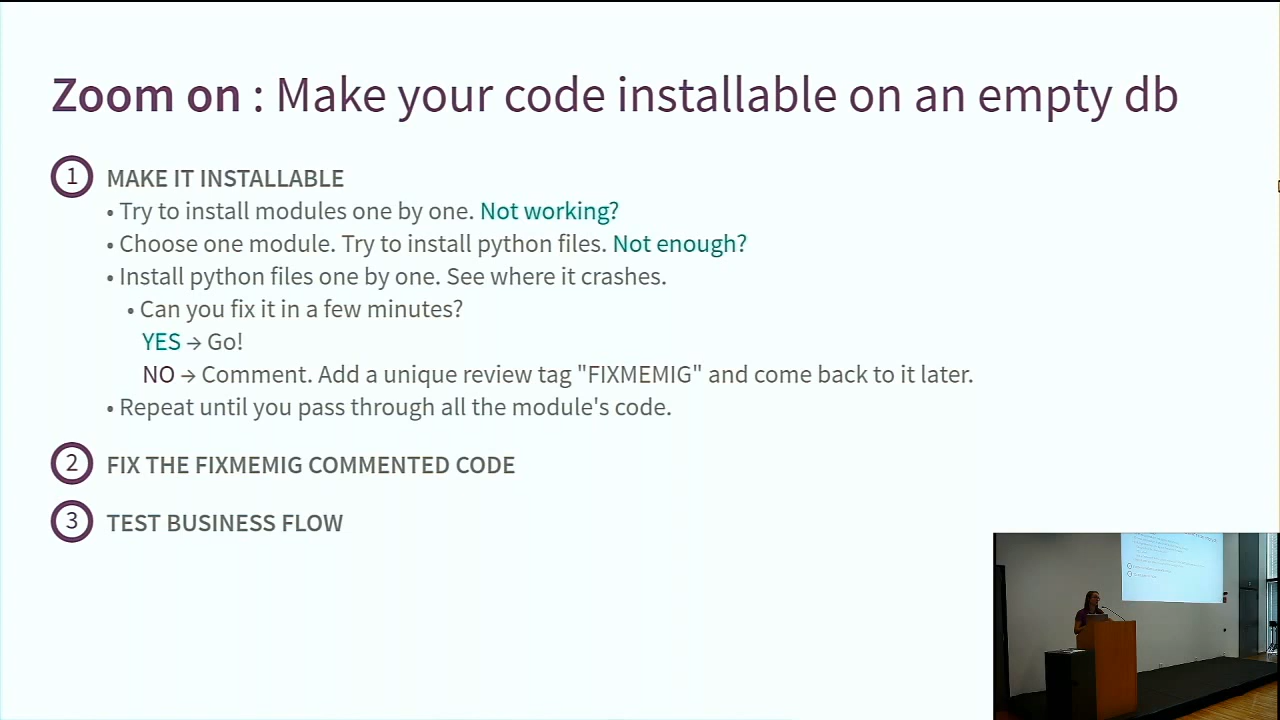 Zoom on : Make your code installable on an empty db
1 MAKE IT INSTALLABLE
• Try to install modules one by one. Not working?
• Choose one module. Try to install python files. Not enough?
• Install python files one by one. See where it crashes.
• Can you fix it in a few minutes?
YES → Go!
NO → Comment. Add a unique review tag "FIXMEMIG" and come back to it later.
• Repeat until you pass through all the module's code.
2 FIX THE FIXMEMIG COMMENTED CODE
3 TEST BUSINESS FLOW